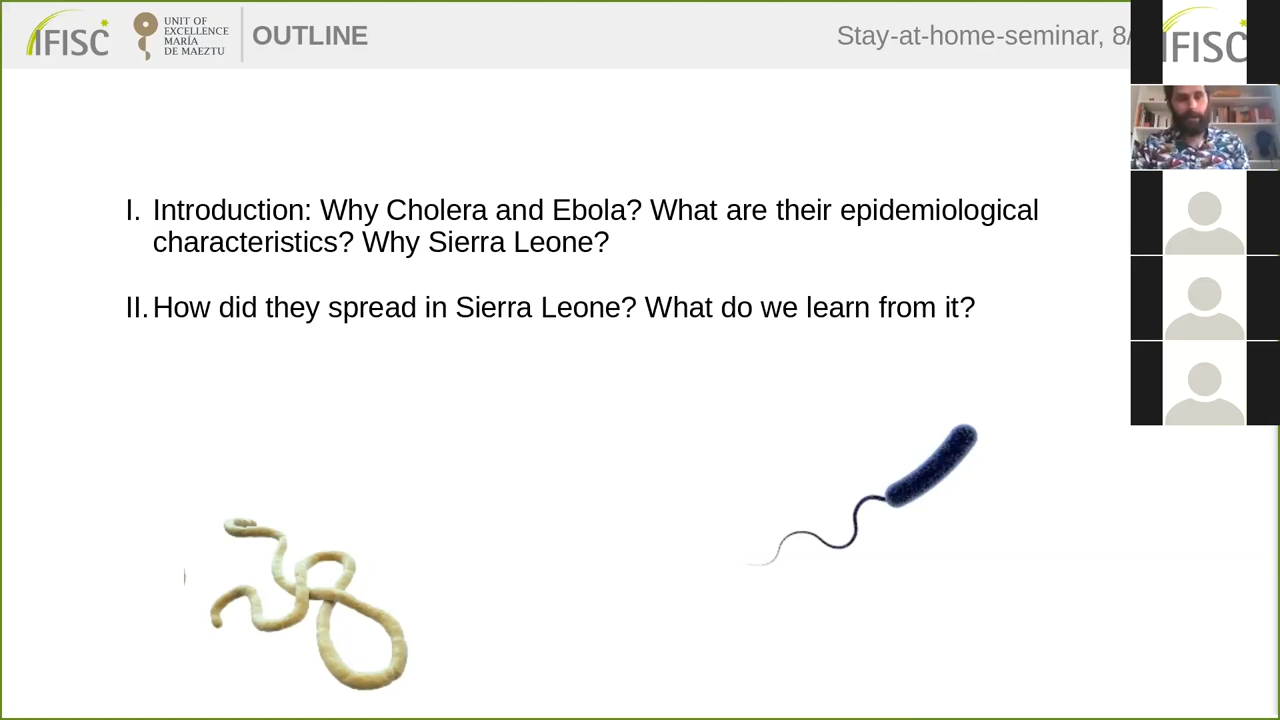 IFISC
UNIT OF
EXCELLENCE
MARÍA
DE MAEZTU
OUTLINE
Stay-at-home-seminar, 8/
IFISC
I. Introduction: Why Cholera and Ebola? What are their epidemiological
characteristics? Why Sierra Leone?
II. How did they spread in Sierra Leone? What do we learn from it?